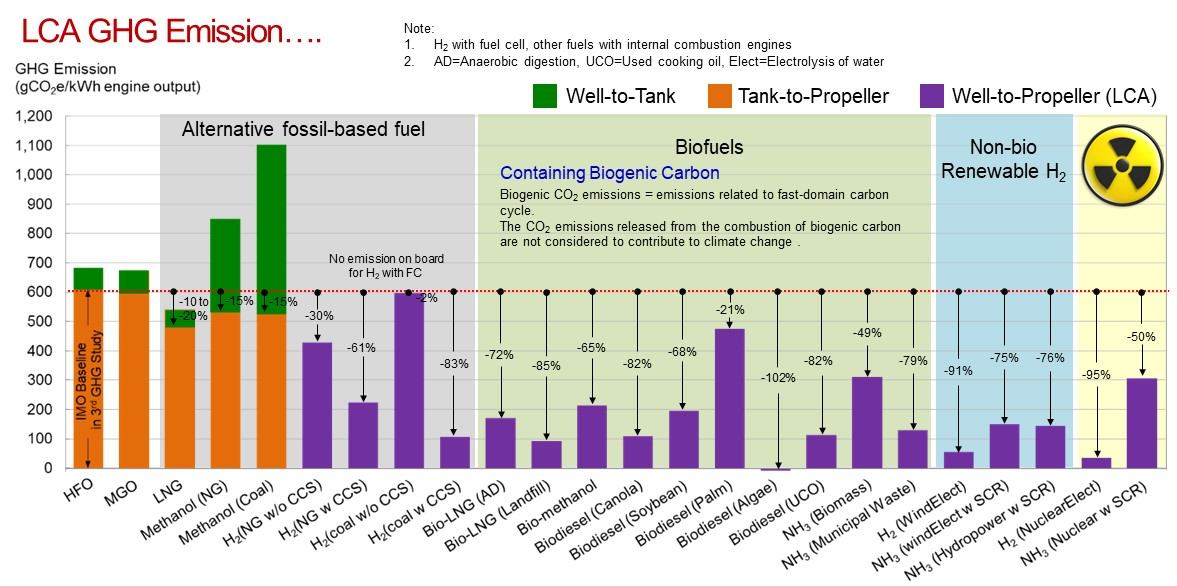 LCA GHG Emission….
Note:
1. H₂ with fuel cell, other fuels with internal combustion engines
2. AD=Anaerobic digestion, UCO=Used cooking oil, Elect=Electrolysis of water
GHG Emission
(gCO₂e/kWh engine output)
Well-to-Tank
Tank-to-Propeller
Well-to-Propeller (LCA)
1,200
1,100
1,000
900
800
700
600
500
400
300
200
100
0
Alternative fossil-based fuel
Biofuels
Containing Biogenic Carbon
Biogenic CO₂ emissions = emissions related to fast-domain carbon
cycle.
The CO₂ emissions released from the combustion of biogenic carbon
are not considered to contribute to climate change .
Non-bio
Renewable H₂
No emission on board
for H₂ with FC
IMO Baseline
in 3rd GHG Study
-10 to
-20%
-15%
-15%
-30%
-61%
-2%
-83%
-72%
-85%
-65%
-82%
-68%
-21%
-102%
-82%
-49%
-79%
-91%
-75%
-76%
-95%
-50%
HFO
MGO
LNG
Methanol (NG)
Methanol (Coal)
H₂(NG w/o CCS)
H₂(NG w CCS)
H₂(coal w/o CCS)
H₂(coal w CCS)
Bio-LNG (AD)
Bio-LNG (Landfill)
Bio-methanol
Biodiesel (Canola)
Biodiesel (Soybean)
Biodiesel (Palm)
Biodiesel (Algae)
Biodiesel (UCO)
NH₃ (Biomass)
NH₃ (Municipal Waste)
H₂ (WindElect)
NH₃ (windElect w SCR)
NH₃ (Hydropower w SCR)
H₂ (NuclearElect)
NH₃ (Nuclear w SCR)